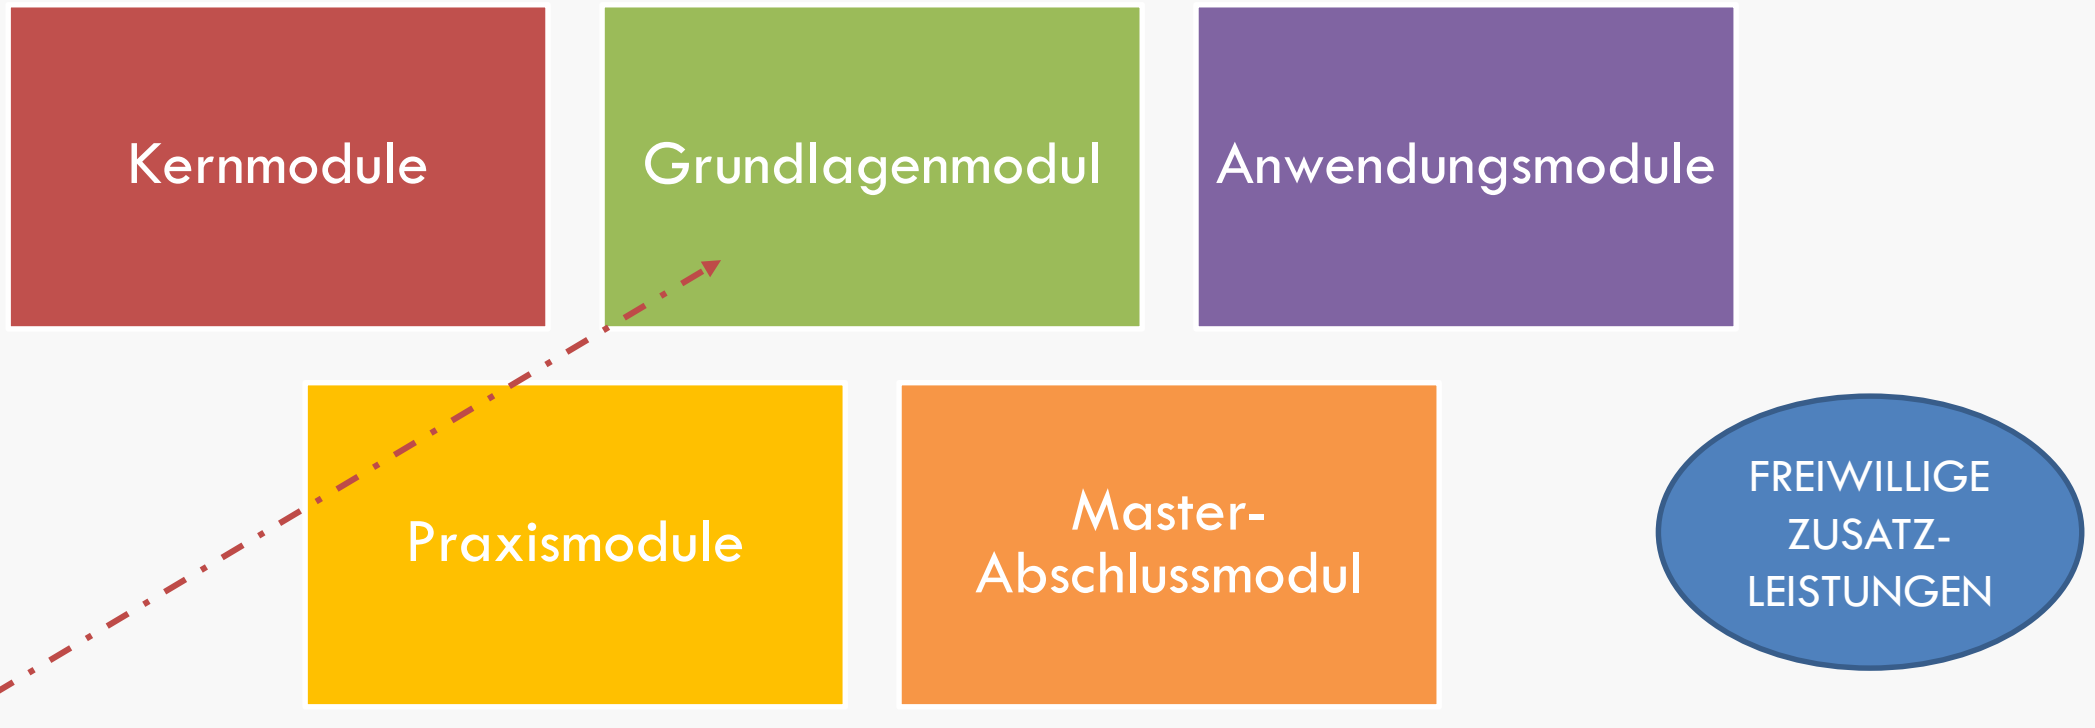 Kernmodule
Grundlagenmodul
Anwendungsmodule
Praxismodule
Master-
Abschlussmodul
FREIWILLIGE
ZUSATZ-
LEISTUNGEN